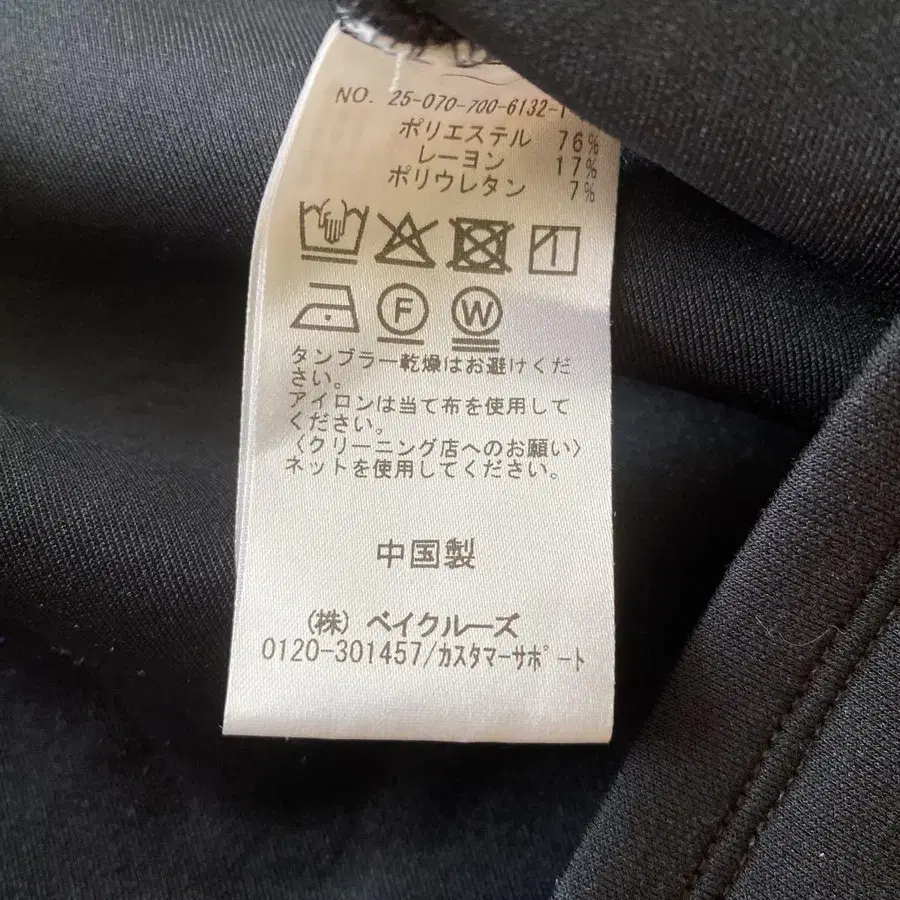 NO. 25-070-700-6132-1
ポリエステル 76%
レーヨン 17%
ポリウレタン 7%
F W
タンブラー乾燥はお避けくだ
さい。
アイロンは当て布を使用して
ください。
〈クリーニング店へのお願い〉
ネットを使用してください。
中国製
(株) ベイクルーズ
0120-301457/カスタマーサポート